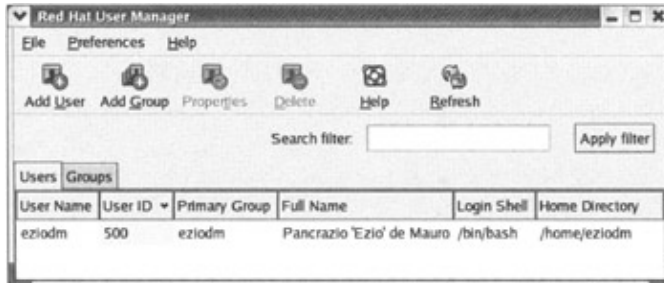 Red Hat User Manager
File Preferences Help
Add User Add Group Properties Delete Help Refresh
Search filter: Apply filter
Users Groups
User Name User ID Primary Group Full Name Login Shell Home Directory
eziodm 500 eziodm Pancrazio 'Ezio' de Mauro /bin/bash /home/eziodm